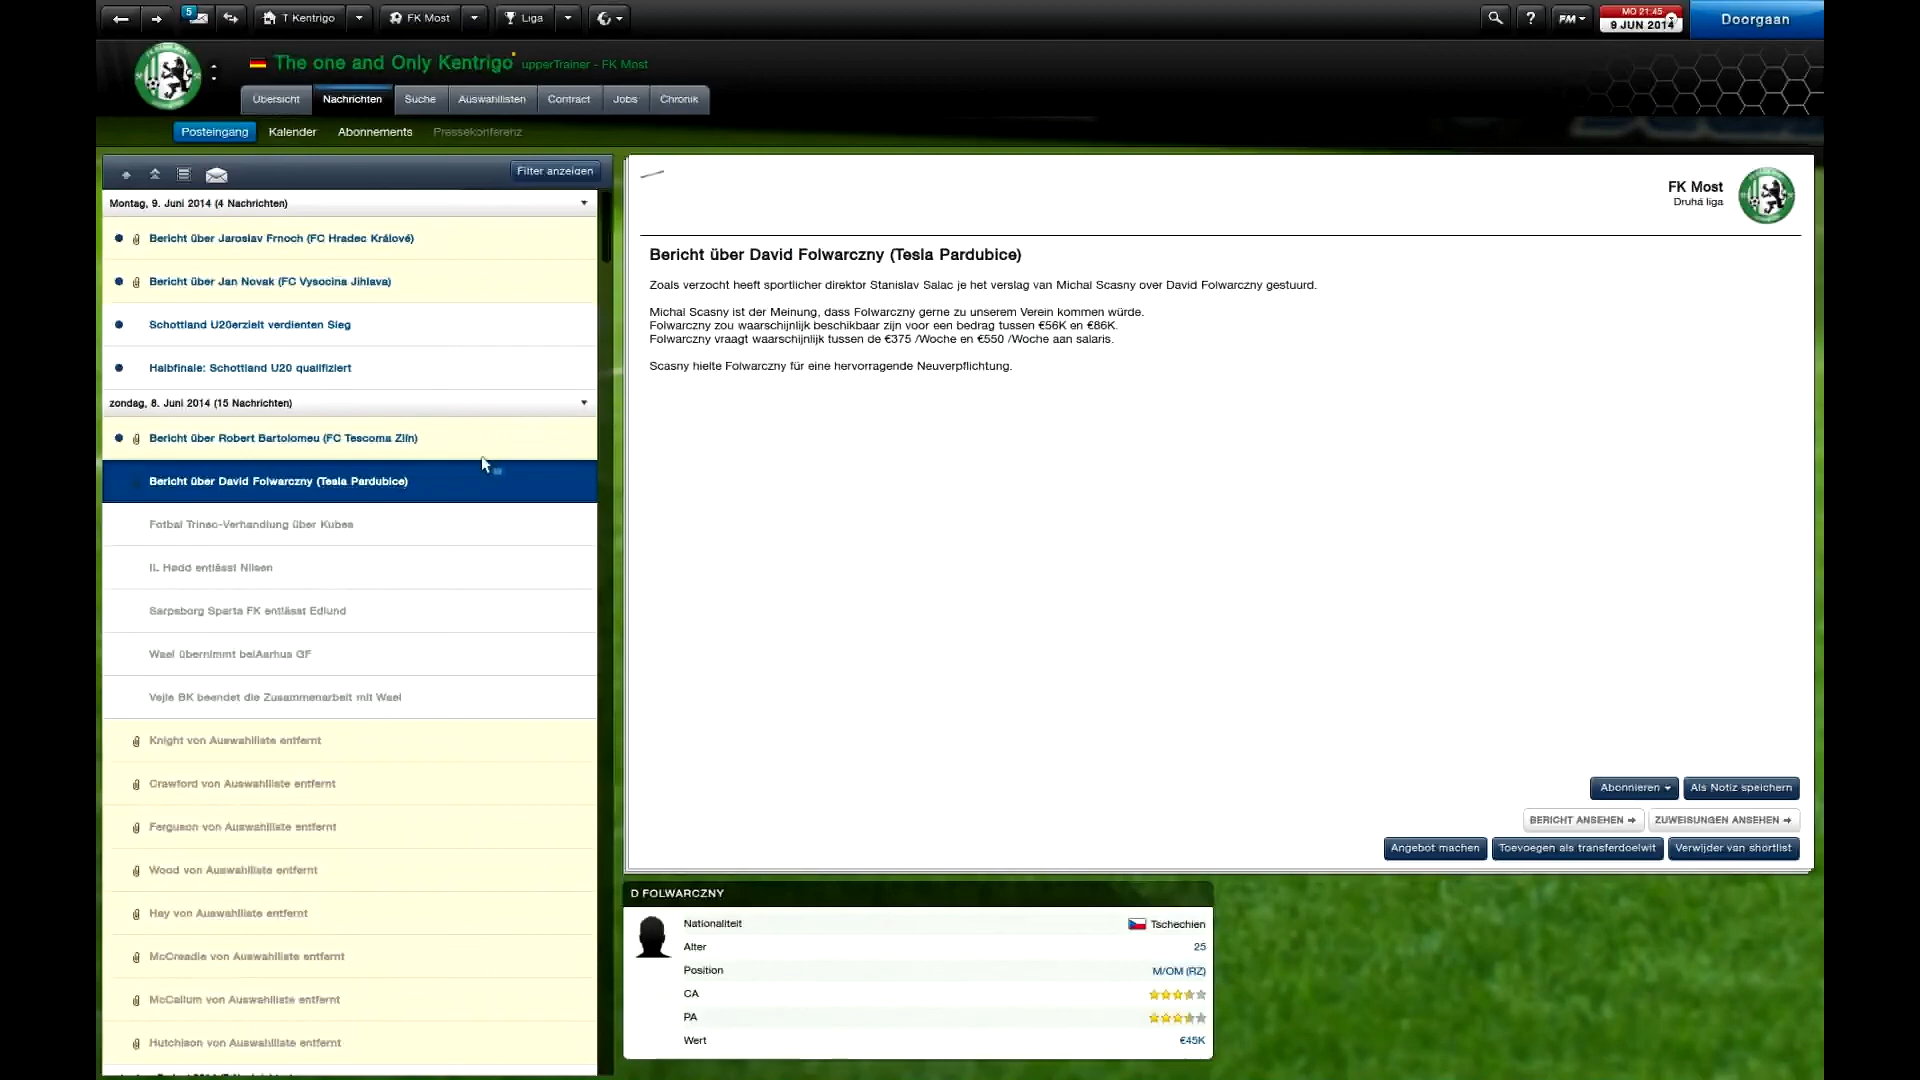 5
T Kentrigo
FK Most
Liga
?
FM
MO 21:45
9 JUN 2014
Doorgaan
The one and Only Kentrigo
upperTrainer - FK Most
Übersicht
Nachrichten
Suche
Auswahllisten
Contract
Jobs
Chronik
Posteingang
Kalender
Abonnements
Pressekonferenz
Filter anzeigen
Montag, 9. Juni 2014 (4 Nachrichten)
Bericht über Jaroslav Frnoch (FC Hradec Králové)
Bericht über Jan Novak (FC Vysocina Jihlava)
Schottland U20erzielt verdienten Sieg
Halbfinale: Schottland U20 qualifiziert
zondag, 8. Juni 2014 (15 Nachrichten)
Bericht über Robert Bartolomeu (FC Tescoma Zlín)
Bericht über David Folwarczny (Tesla Pardubice)
Fotbal Trinec-Verhandlung über Kubea
IL Hødd entlässt Nilsen
Sarpsborg Sparta FK entlässt Edlund
Wael übernimmt beiAarhus GF
Vejle BK beendet die Zusammenarbeit mit Wael
Knight von Auswahlliste entfernt
Crawford von Auswahlliste entfernt
Ferguson von Auswahlliste entfernt
Wood von Auswahlliste entfernt
Hay von Auswahlliste entfernt
McCreadie von Auswahlliste entfernt
McCallum von Auswahlliste entfernt
Hutchison von Auswahlliste entfernt
FK Most
Druhá liga
Bericht über David Folwarczny (Tesla Pardubice)
Zoals verzocht heeft sportlicher direktor Stanislav Salac je het verslag van Michal Scasny over David Folwarczny gestuurd.
Michal Scasny ist der Meinung, dass Folwarczny gerne zu unserem Verein kommen würde.
Folwarczny zou waarschijnlijk beschikbaar zijn voor een bedrag tussen €56K en €86K.
Folwarczny vraagt waarschijnlijk tussen de €375 /Woche en €550 /Woche aan salaris.
Scasny hielte Folwarczny für eine hervorragende Neuverpflichtung.
Abonnieren
Als Notiz speichern
BERICHT ANSEHEN
ZUWEISUNGEN ANSEHEN
Angebot machen
Toevoegen als transferdoelwit
Verwijder van shortlist
D FOLWARCZNY
Nationaliteit
Tschechien
Alter
25
Position
M/OM (RZ)
CA
PA
Wert
€45K